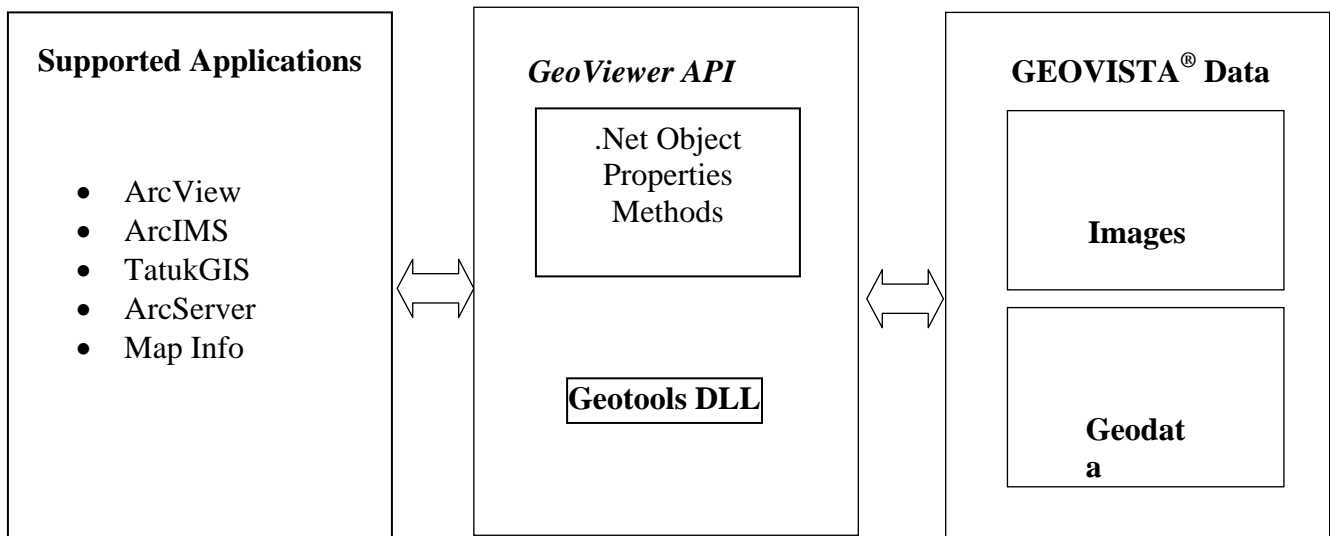 Supported Applications
• ArcView
• ArcIMS
• TatukGIS
• ArcServer
• Map Info
GeoViewer API
.Net Object
Properties
Methods
Geotools DLL
GEOVISTA® Data
Images
Geodat
a